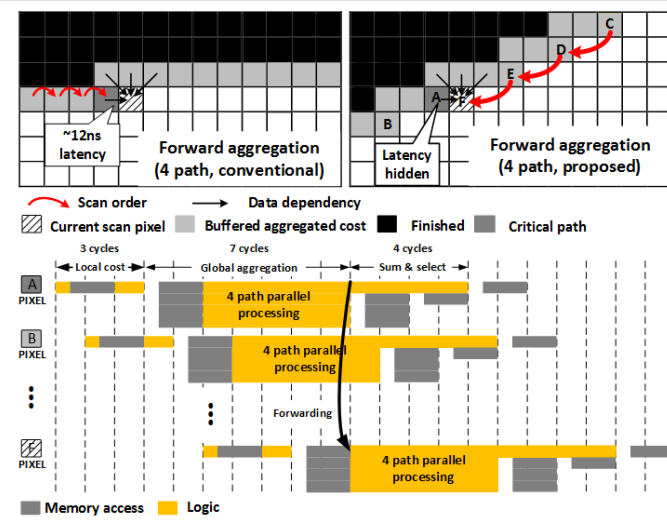 C
D
E
A
F
B
~12ns
latency
Forward aggregation
(4 path, conventional)
Latency
hidden
Forward aggregation
(4 path, proposed)
Scan order
Data dependency
Current scan pixel
Buffered aggregated cost
Finished
Critical path
3 cycles
7 cycles
4 cycles
Local cost
Global aggregation
Sum & select
A
PIXEL
4 path parallel
processing
B
PIXEL
4 path parallel
processing
Forwarding
F
PIXEL
4 path parallel
processing
Memory access
Logic